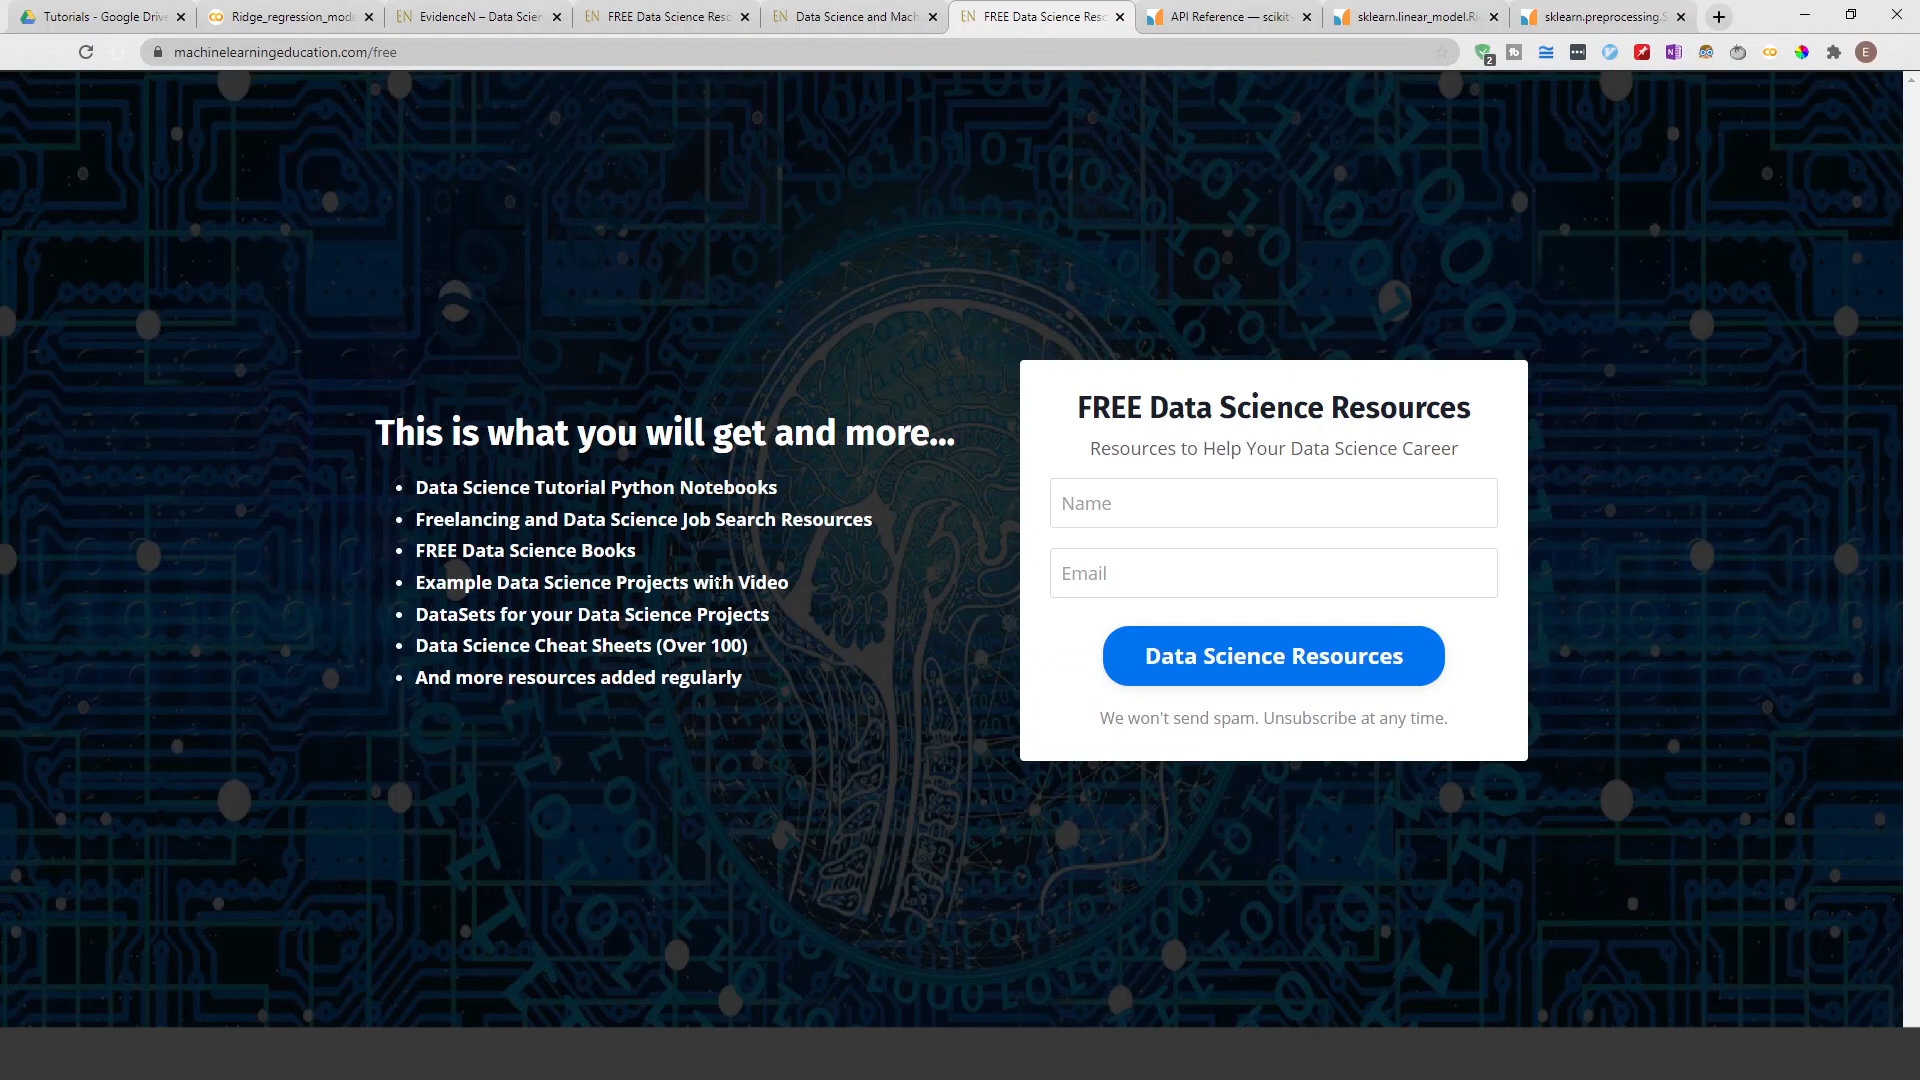 Tutorials - Google Drive
Ridge_regression_mode
EvidenceN – Data Scien
FREE Data Science Reso
Data Science and Mach
FREE Data Science Reso
API Reference — scikit-
sklearn.linear_model.Ri
sklearn.preprocessing.S
machinelearningeducation.com/free
2
E
This is what you will get and more...
• Data Science Tutorial Python Notebooks
• Freelancing and Data Science Job Search Resources
• FREE Data Science Books
• Example Data Science Projects with Video
• DataSets for your Data Science Projects
• Data Science Cheat Sheets (Over 100)
• And more resources added regularly
FREE Data Science Resources
Resources to Help Your Data Science Career
Name
Email
Data Science Resources
We won't send spam. Unsubscribe at any time.